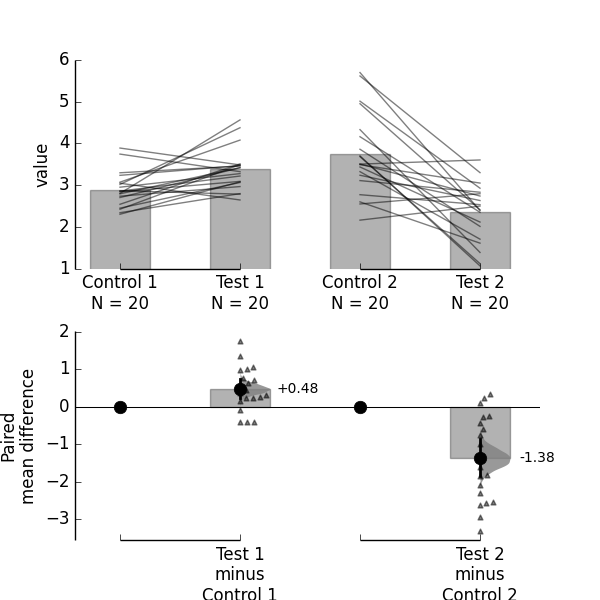 6
5
4
3
2
1
value
Control 1
N = 20
Test 1
N = 20
Control 2
N = 20
Test 2
N = 20
2
1
0
−1
−2
−3
Paired
mean difference
+0.48
-1.38
Test 1
minus
Control 1
Test 2
minus
Control 2